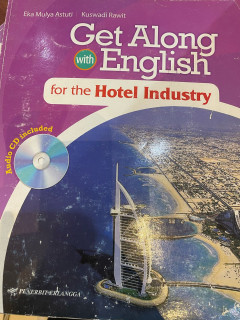 Eka Mulya Astuti Kuswadi Rawit
Get Along
with English
for the Hotel Industry
Audio CD included
PENERBIT ERLANGGA